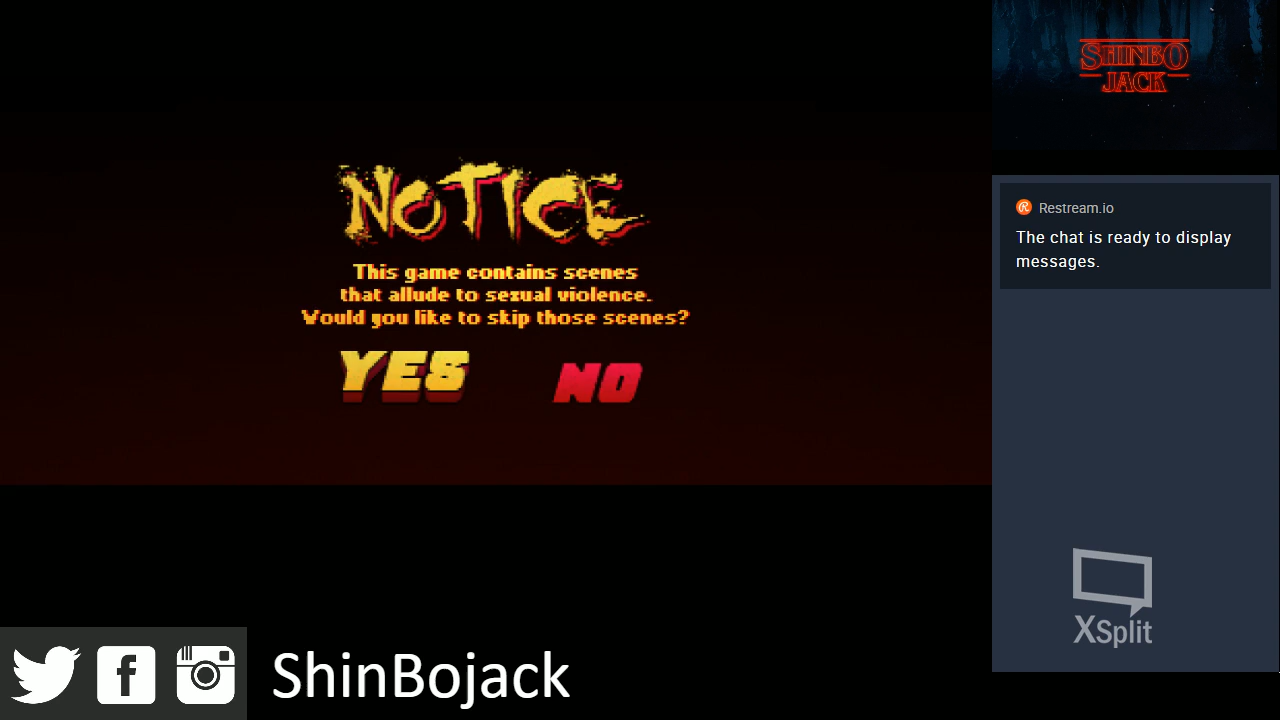 NOTICE
This game contains scenes
that allude to sexual violence.
Would you like to skip those scenes?
YES NO
SHINBO
JACK
Restream.io
The chat is ready to display
messages.
XSplit
ShinBojack